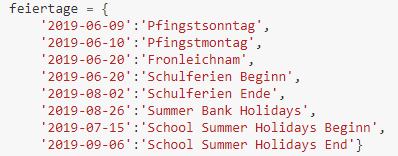 feiertage = {
'2019-06-09':'Pfingstsonntag',
'2019-06-10':'Pfingstmontag',
'2019-06-20':'Fronleichnam',
'2019-06-20':'Schulferien Beginn',
'2019-08-02':'Schulferien Ende',
'2019-08-26':'Summer Bank Holidays',
'2019-07-15':'School Summer Holidays Beginn',
'2019-09-06':'School Summer Holidays End'}